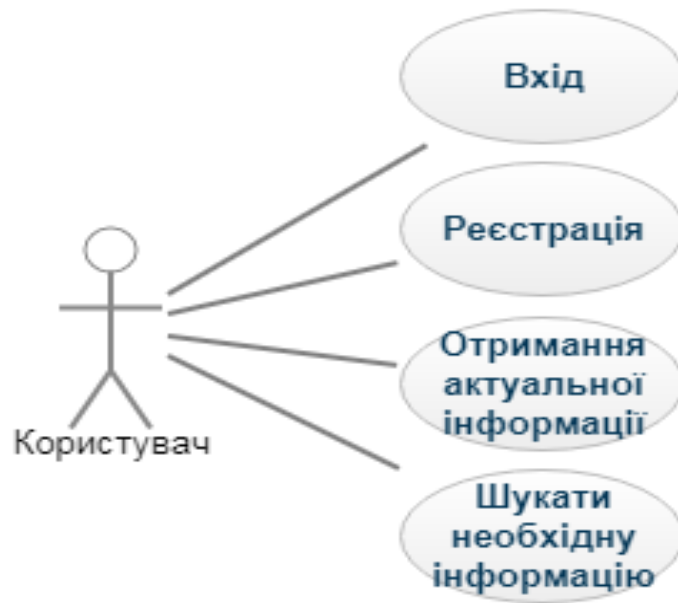 Вхід
Реєстрація
Отримання
актуальної
інформації
Користувач
Шукати
необхідну
інформацію